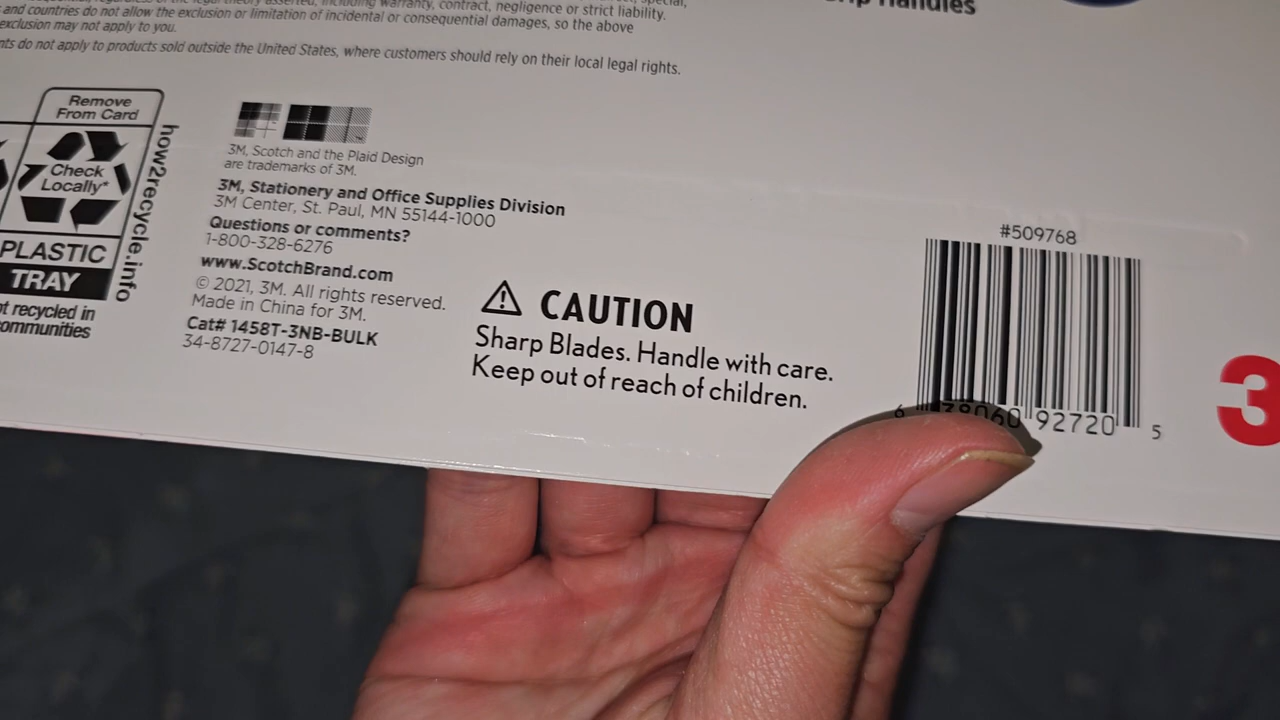 warranty, contract, negligence or strict liability.
and countries do not allow the exclusion or limitation of incidental or consequential damages, so the above
exclusion may not apply to you.
do not apply to products sold outside the United States, where customers should rely on their local legal rights.
Handles
Remove
From Card
Check
Locally*
PLASTIC
TRAY
how2recycle.info
recycled in
3M, Scotch and the Plaid Design
are trademarks of 3M.
3M, Stationery and Office Supplies Division
3M Center, St. Paul, MN 55144-1000
Questions or comments?
1-800-328-6276
www.ScotchBrand.com
© 2021, 3M. All rights reserved.
Made in China for 3M.
Cat# 1458T-3NB-BULK
34-8727-0147-8
⚠ CAUTION
Sharp Blades. Handle with care.
Keep out of reach of children.
#509768
92720 5
3